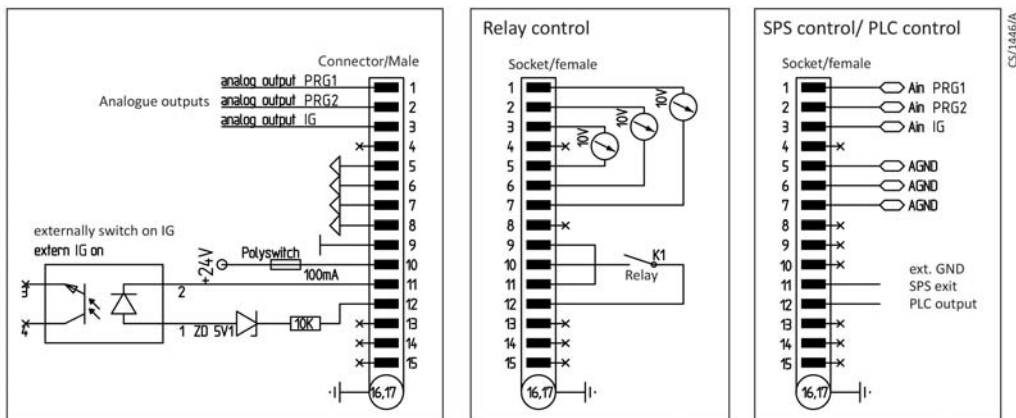 Connector/Male
analog output PRG1
Analogue outputs
analog output PRG2
analog output IG
1
2
3
4
5
6
7
8
9
10
11
12
13
14
15
16,17
externally switch on IG
extern IG on
+24V
Polyswitch
100mA
3
4
2
1
ZD 5V1
10K
Relay control
Socket/female
1
2
3
4
5
6
7
8
9
10
11
12
13
14
15
16,17
10V
10V
10V
K1
Relay
SPS control/ PLC control
Socket/female
1
2
3
4
5
6
7
8
9
10
11
12
13
14
15
16,17
Ain PRG1
Ain PRG2
Ain IG
AGND
AGND
AGND
ext. GND
SPS exit
PLC output
CS/1446/A